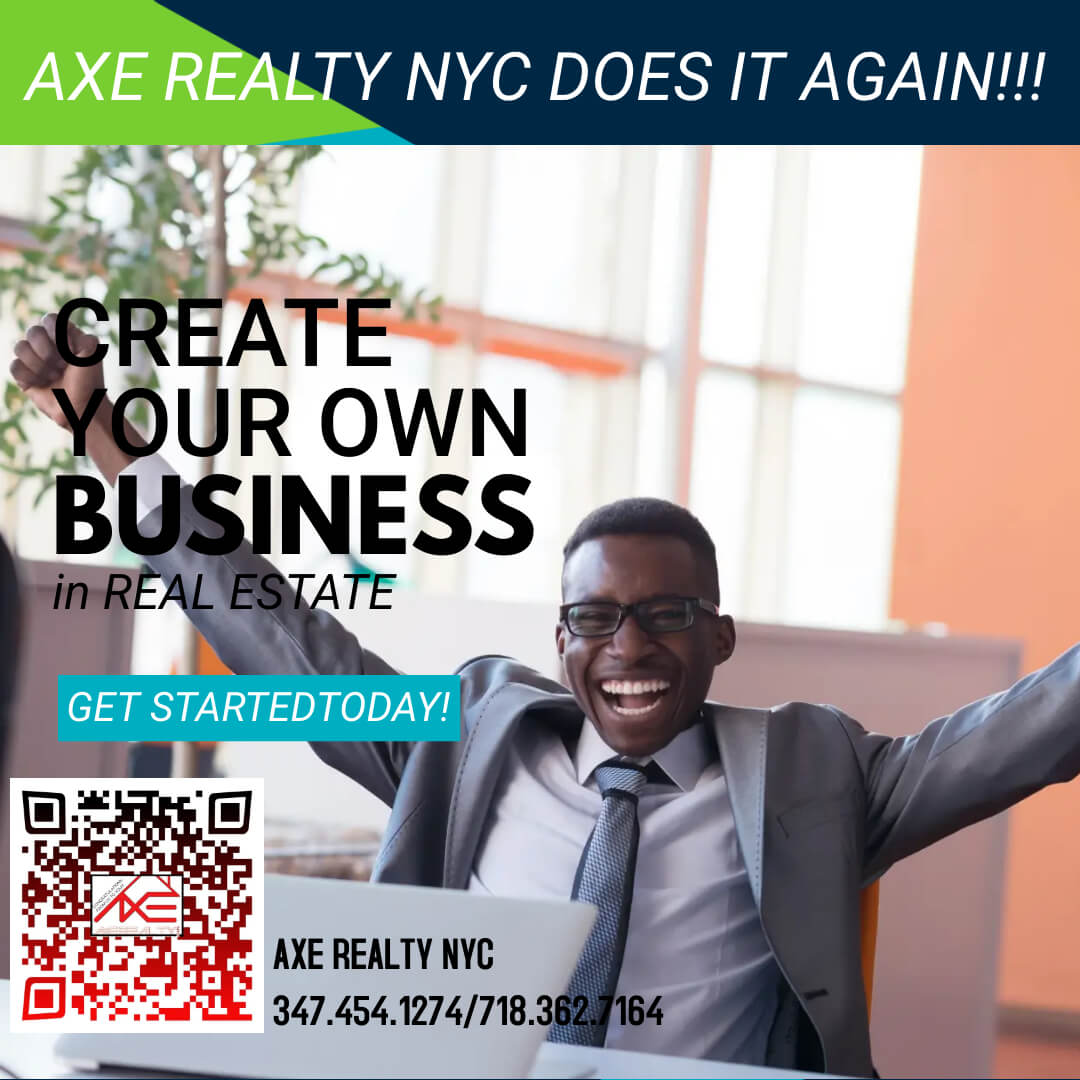 AXE REALTY NYC DOES IT AGAIN!!!
CREATE
YOUR OWN
BUSINESS
in REAL ESTATE
GET STARTEDTODAY!
AXE
AXE REALTY NYC
347.454.1274/718.362.7164